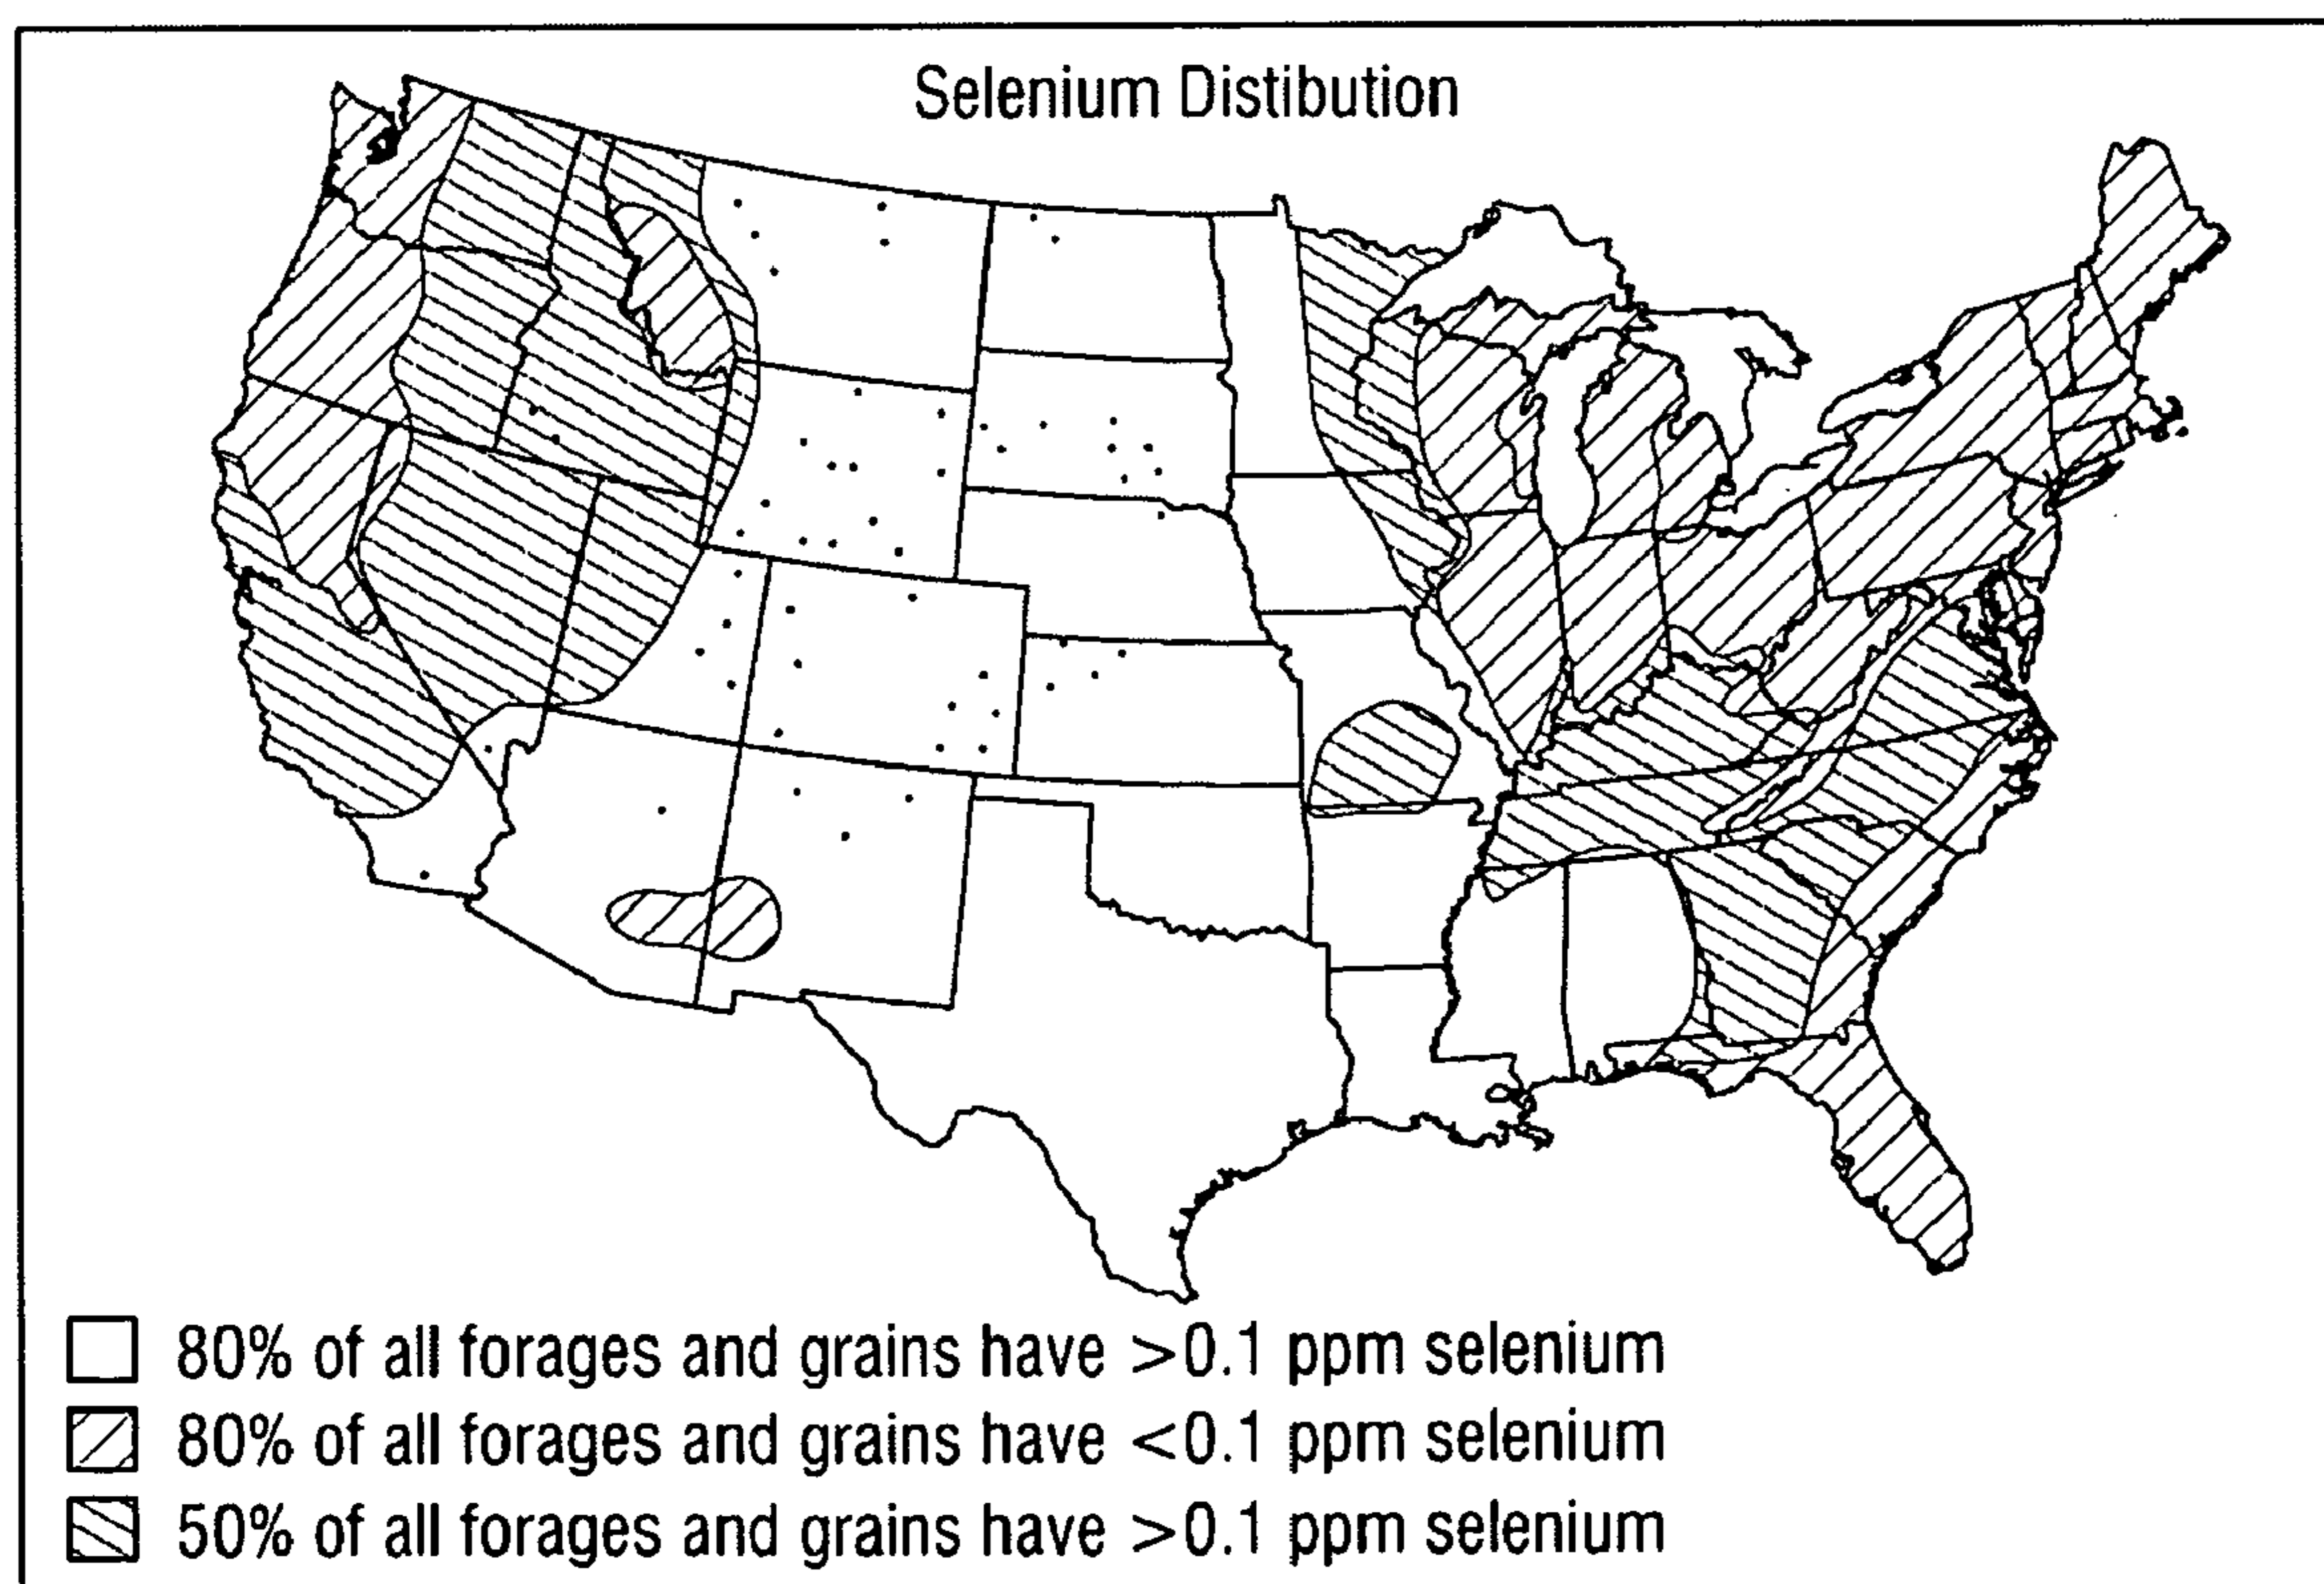 Selenium Distibution
80% of all forages and grains have >0.1 ppm selenium
80% of all forages and grains have <0.1 ppm selenium
50% of all forages and grains have >0.1 ppm selenium